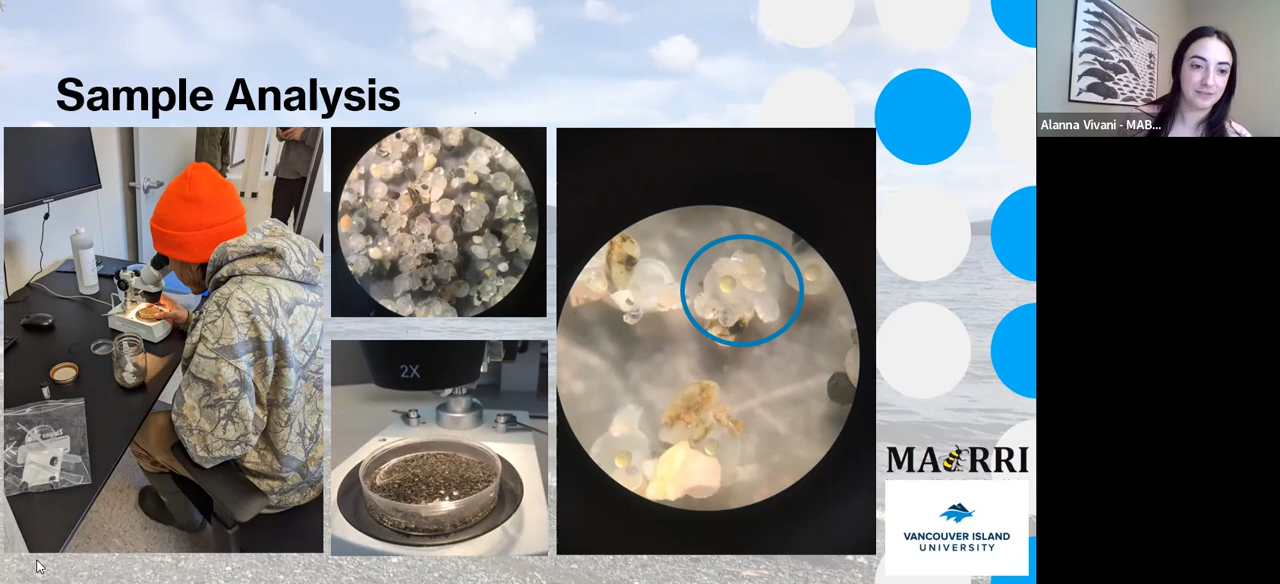 Sample Analysis
Alanna Vivani - MAB...
2X
MABRRI
VANCOUVER ISLAND
UNIVERSITY